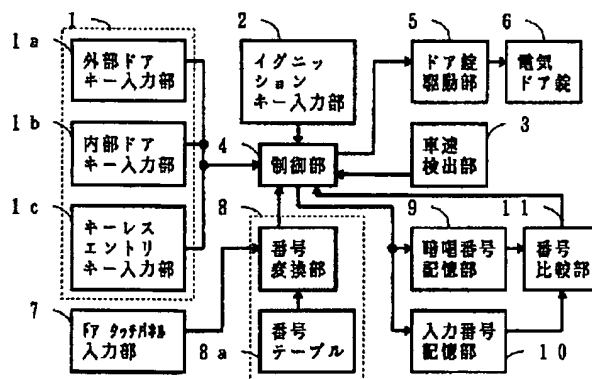 1
1a
外部ドア
キー入力部
1b
内部ドア
キー入力部
1c
キーレス
エントリ
キー入力部
7
ドア タッチパネル
入力部
2
イグニッ
ション
キー入力部
4
制御部
8
番号
変換部
8a
番号
テーブル
5
ドア錠
駆動部
6
電気
ドア錠
3
車速
検出部
9
暗唱番号
記憶部
11
番号
比較部
入力番号
記憶部
10